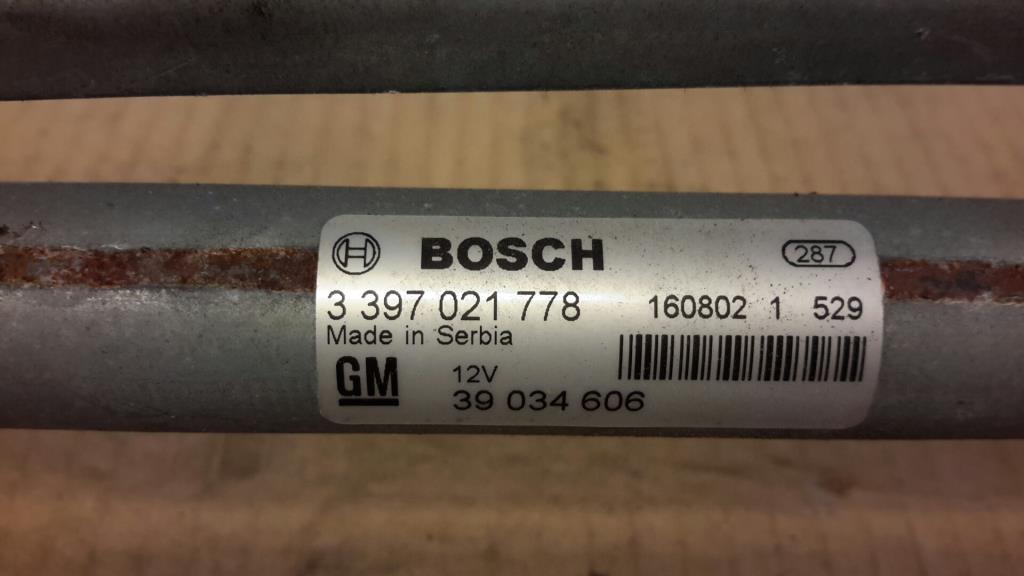 BOSCH 287
3 397 021 778 160802 1 529
Made in Serbia
GM 12V
39 034 606